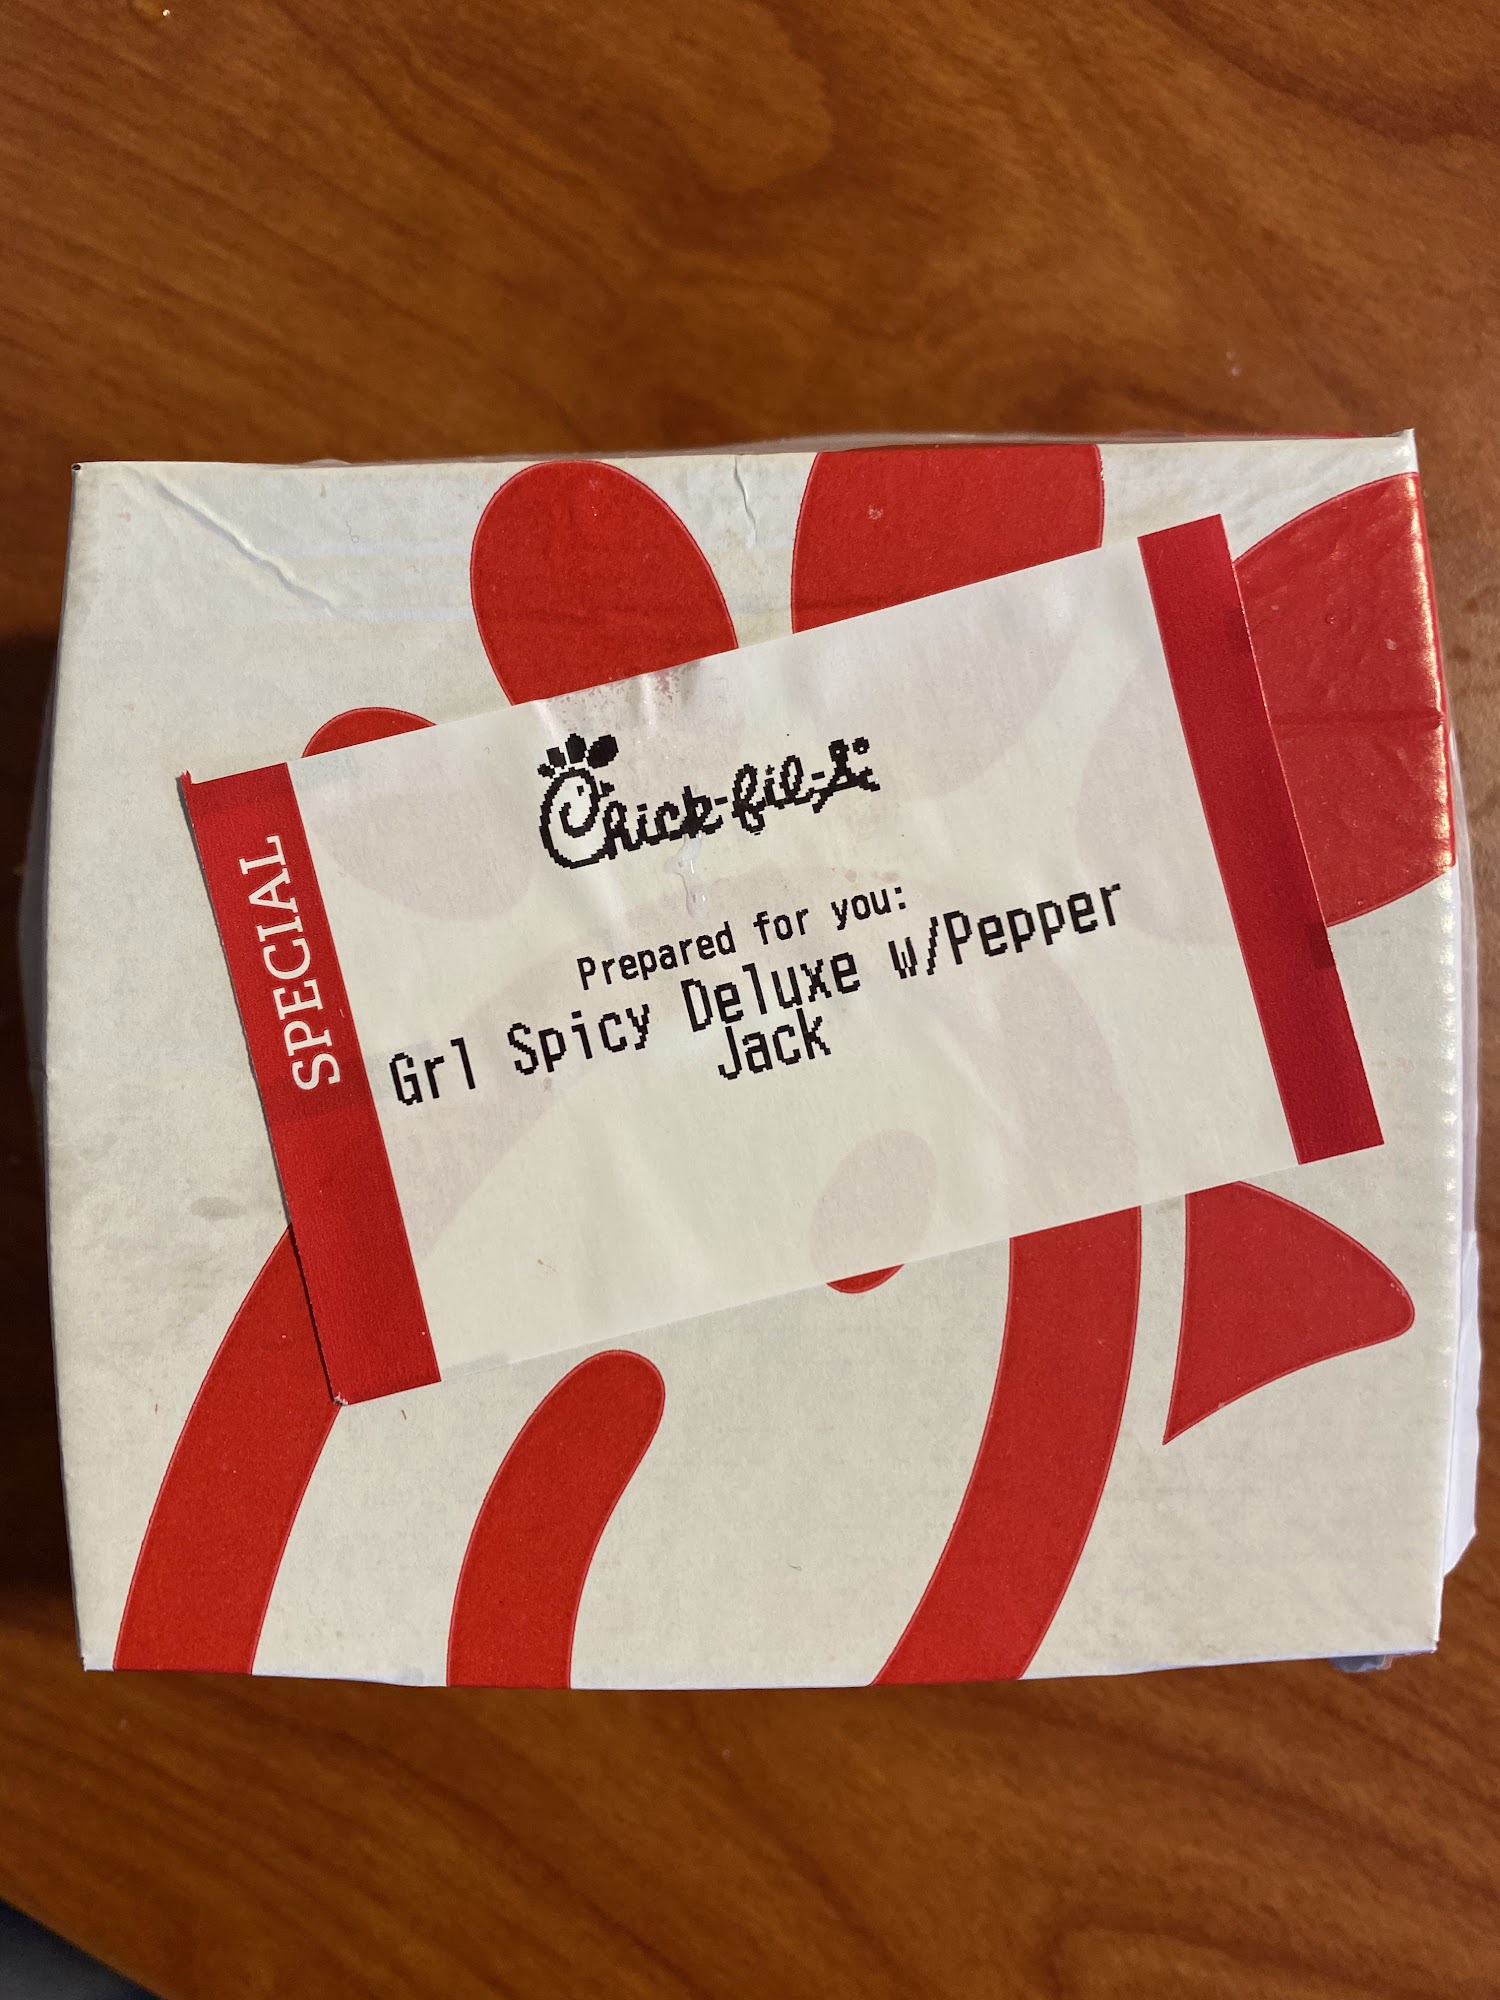 SPECIAL
Chick-fil-A
Prepared for you:
Grl Spicy Deluxe w/Pepper
Jack